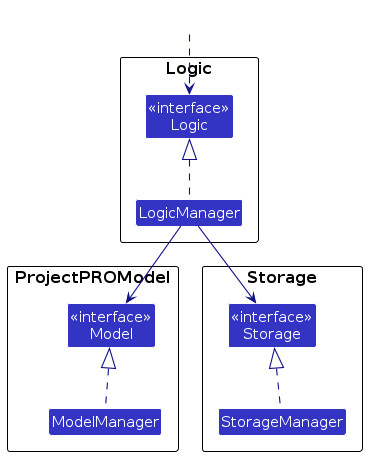 Logic
«interface»
Logic
LogicManager
ProjectPROModel
«interface»
Model
ModelManager
Storage
«interface»
Storage
StorageManager